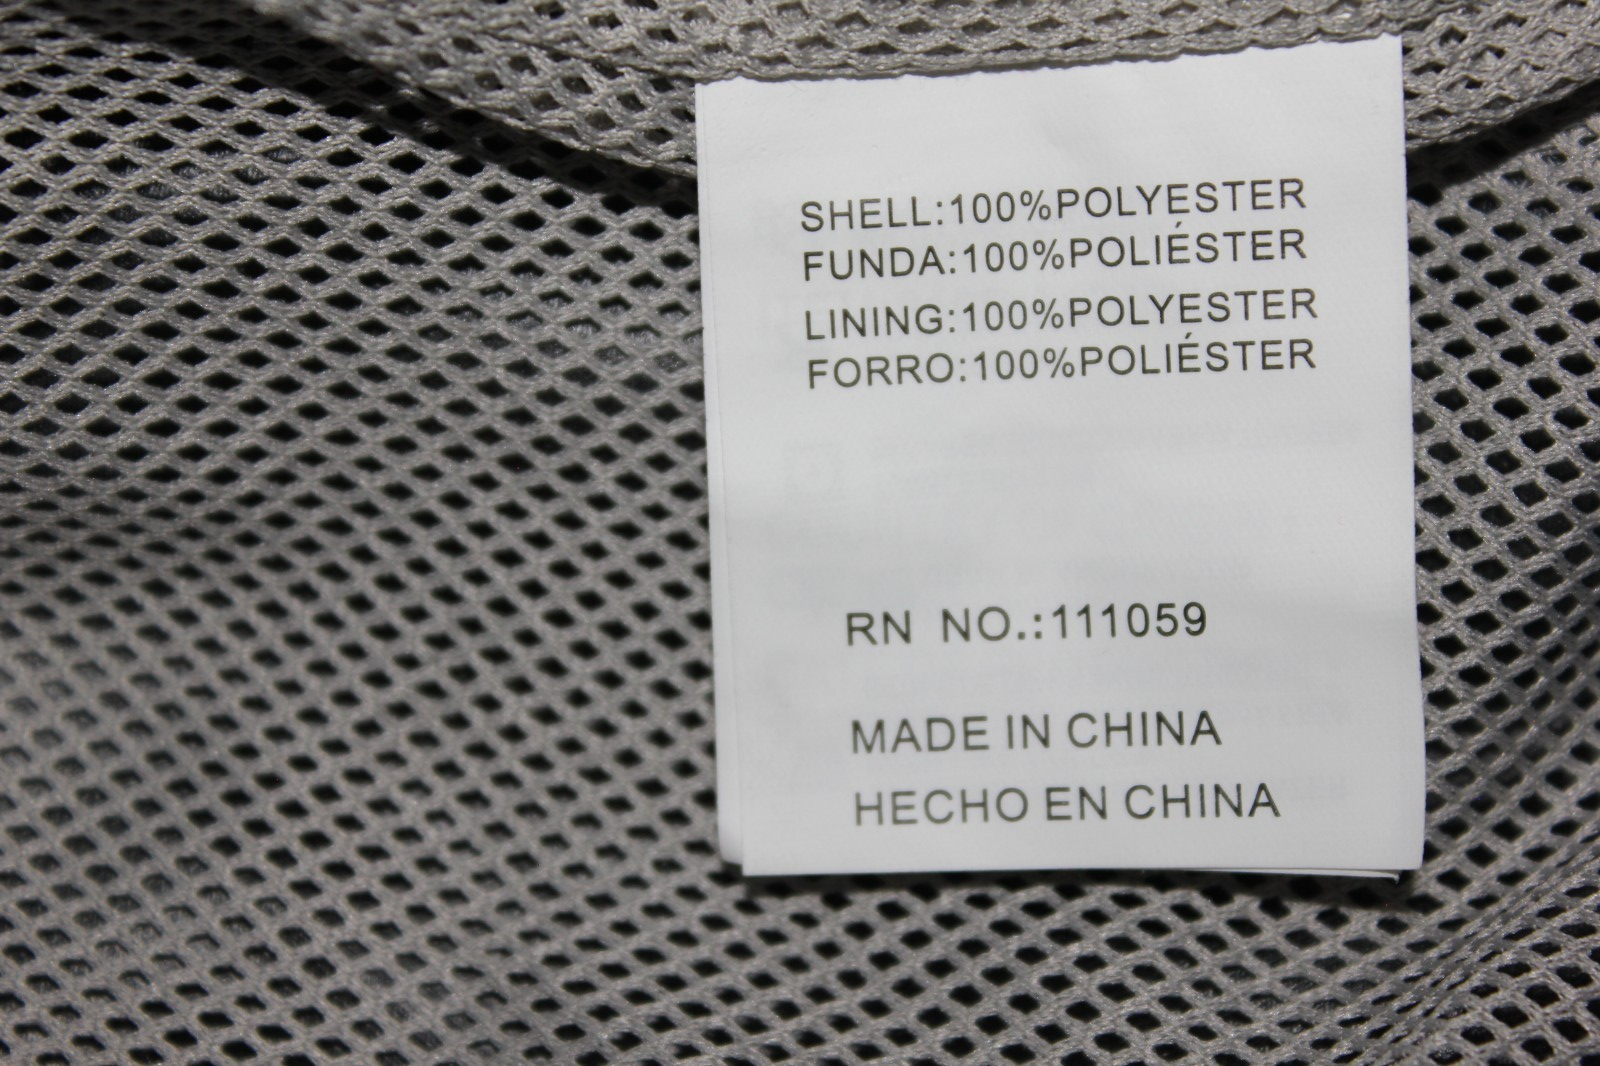 SHELL:100%POLYESTER
FUNDA:100%POLIÉSTER
LINING:100%POLYESTER
FORRO:100%POLIÉSTER
RN NO.:111059
MADE IN CHINA
HECHO EN CHINA